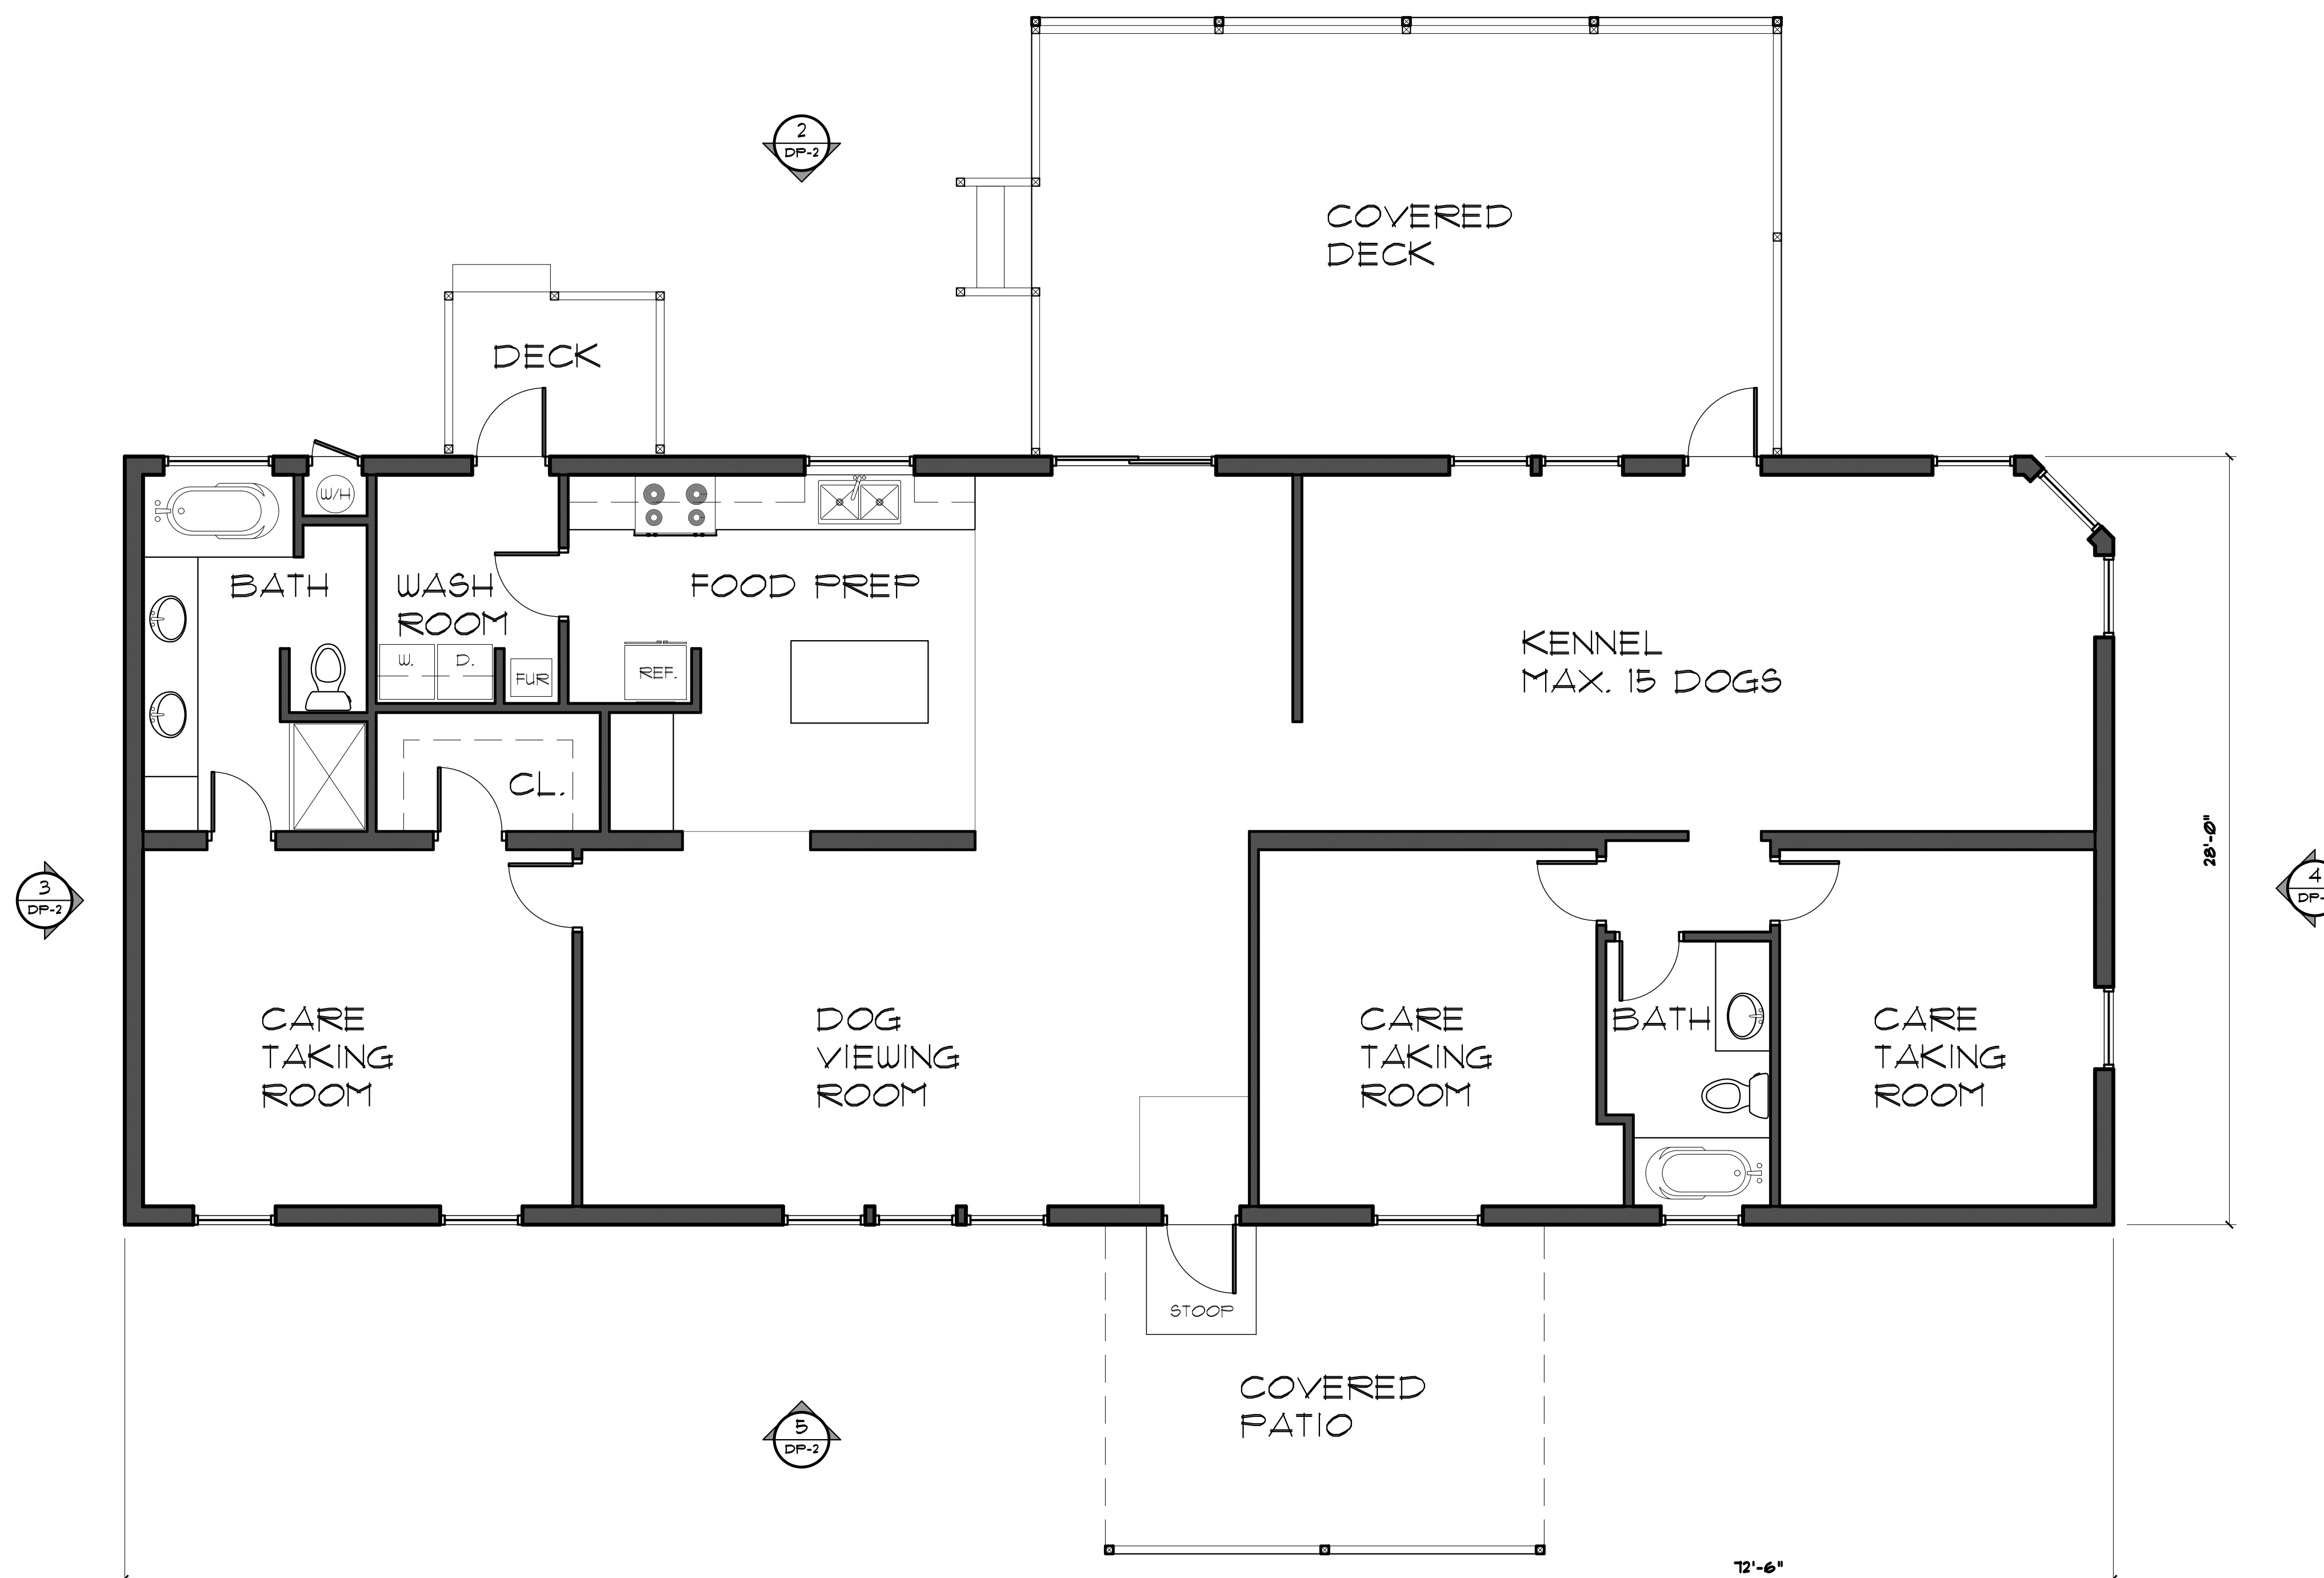 2
DP-2
COVERED
DECK
DECK
W/H
BATH
WASH
ROOM
FOOD PREP
W.
D.
FUR
REF.
KENNEL
MAX. 15 DOGS
CL.
28'-0"
3
DP-2
4
DP-
CARE
TAKING
ROOM
DOG
VIEWING
ROOM
CARE
TAKING
ROOM
BATH
CARE
TAKING
ROOM
STOOP
COVERED
PATIO
5
DP-2
72'-6"